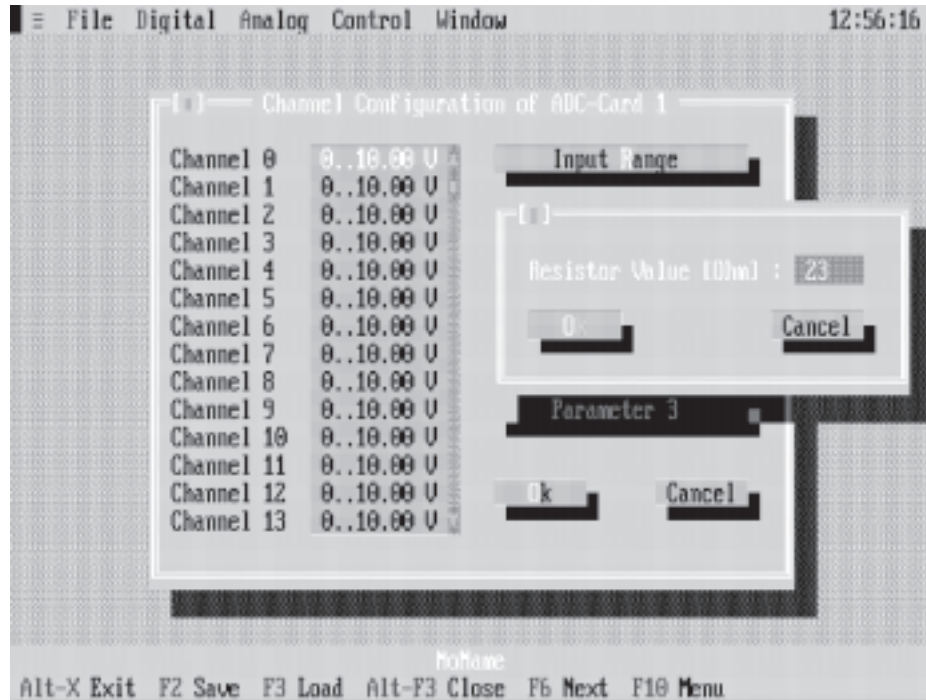 ≡ File Digital Analog Control Window 12:56:16
Channel Configuration of ADC-Card 1
Channel 0 0..10.00 V Input Range
Channel 1 0..10.00 V
Channel 2 0..10.00 V
Channel 3 0..10.00 V
Channel 4 0..10.00 V
Channel 5 0..10.00 V
Channel 6 0..10.00 V
Channel 7 0..10.00 V
Channel 8 0..10.00 V
Channel 9 0..10.00 V
Channel 10 0..10.00 V
Channel 11 0..10.00 V
Channel 12 0..10.00 V
Channel 13 0..10.00 V
Resistor Value [Ohm] : 23
Ok Cancel
Parameter 3
Ok Cancel
NoName
Alt-X Exit F2 Save F3 Load Alt-F3 Close F6 Next F10 Menu